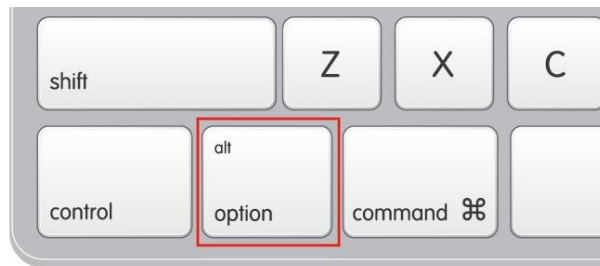 shift Z X C
alt
control option command ⌘